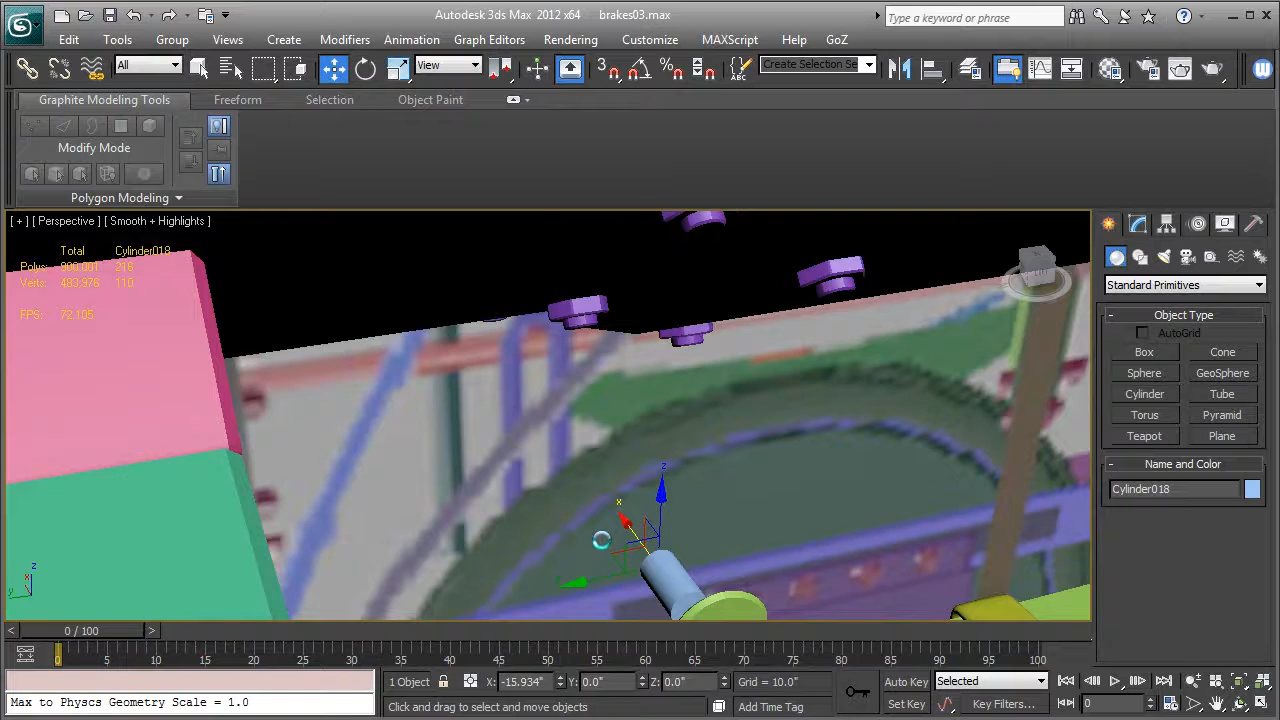 Autodesk 3ds Max 2012 x64 brakes03.max
Type a keyword or phrase
Edit Tools Group Views Create Modifiers Animation Graph Editors Rendering Customize MAXScript Help GoZ
All View Create Selection Se
Graphite Modeling Tools Freeform Selection Object Paint
Modify Mode
Polygon Modeling
[ + ] [ Perspective ] [ Smooth + Highlights ]
Total Cylinder018
Polys: 900.001 216
Verts: 483,976 110
FPS: 72.105
Standard Primitives
- Object Type
AutoGrid
Box Cone
Sphere GeoSphere
Cylinder Tube
Torus Pyramid
Teapot Plane
- Name and Color
Cylinder018
z
x
z
x
y
< 0 / 100 >
0 5 10 15 20 25 30 35 40 45 50 55 60 65 70 75 80 85 90 95 100
1 Object X: -15.934" Y: 0.0" Z: 0.0" Grid = 10.0" Auto Key Selected
Max to Physcs Geometry Scale = 1.0 Click and drag to select and move objects Add Time Tag Set Key Key Filters... 0